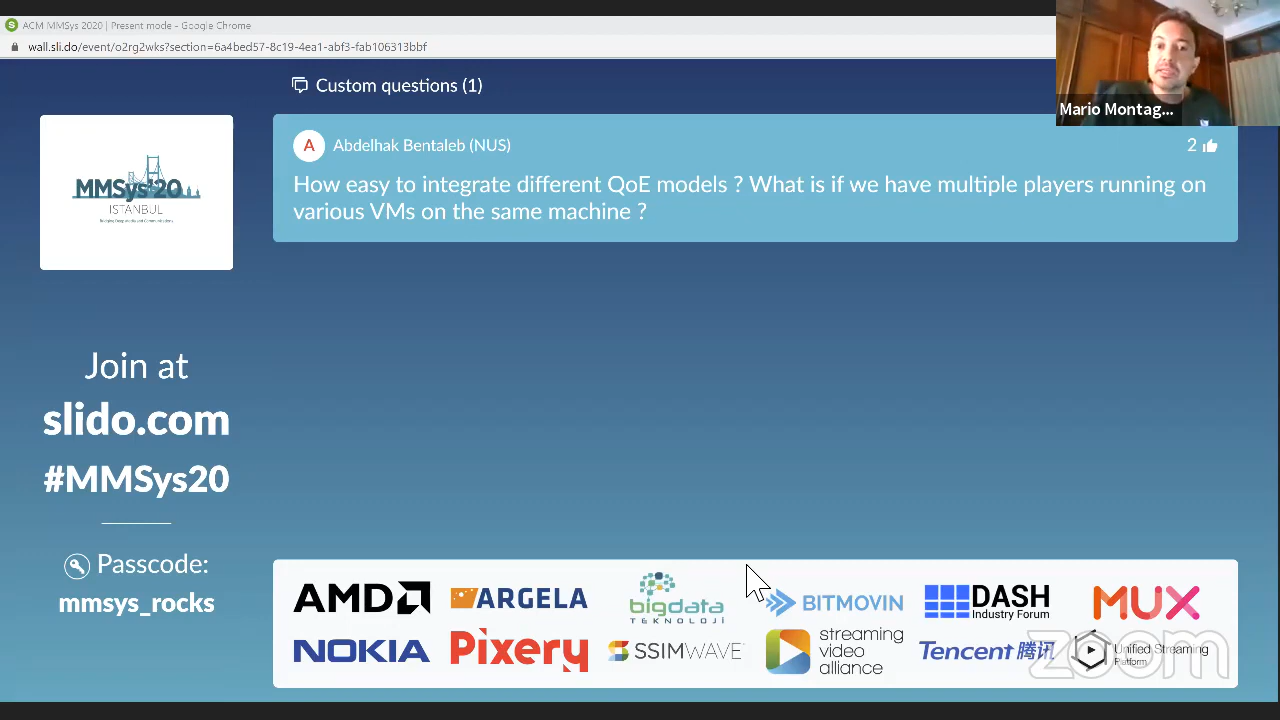 ACM MMSys 2020 | Present mode - Google Chrome
wall.sli.do/event/o2rg2wks?section=6a4bed57-8c19-4ea1-abf3-fab106313bbf
Mario Montag...
Custom questions (1)
A
Abdelhak Bentaleb (NUS)
2
How easy to integrate different QoE models ? What is if we have multiple players running on
various VMs on the same machine ?
MMSys'20
ISTANBUL
Join at
slido.com
#MMSys20
Passcode:
mmsys_rocks
AMD
ARGELA
bigdata
TEKNOLOJİ
BITMOVIN
DASH
Industry Forum
MUX
NOKIA
Pixery
SSIMWAVE
streaming
video
alliance
Tencent 腾讯
Unified Streaming
Platform
zoom